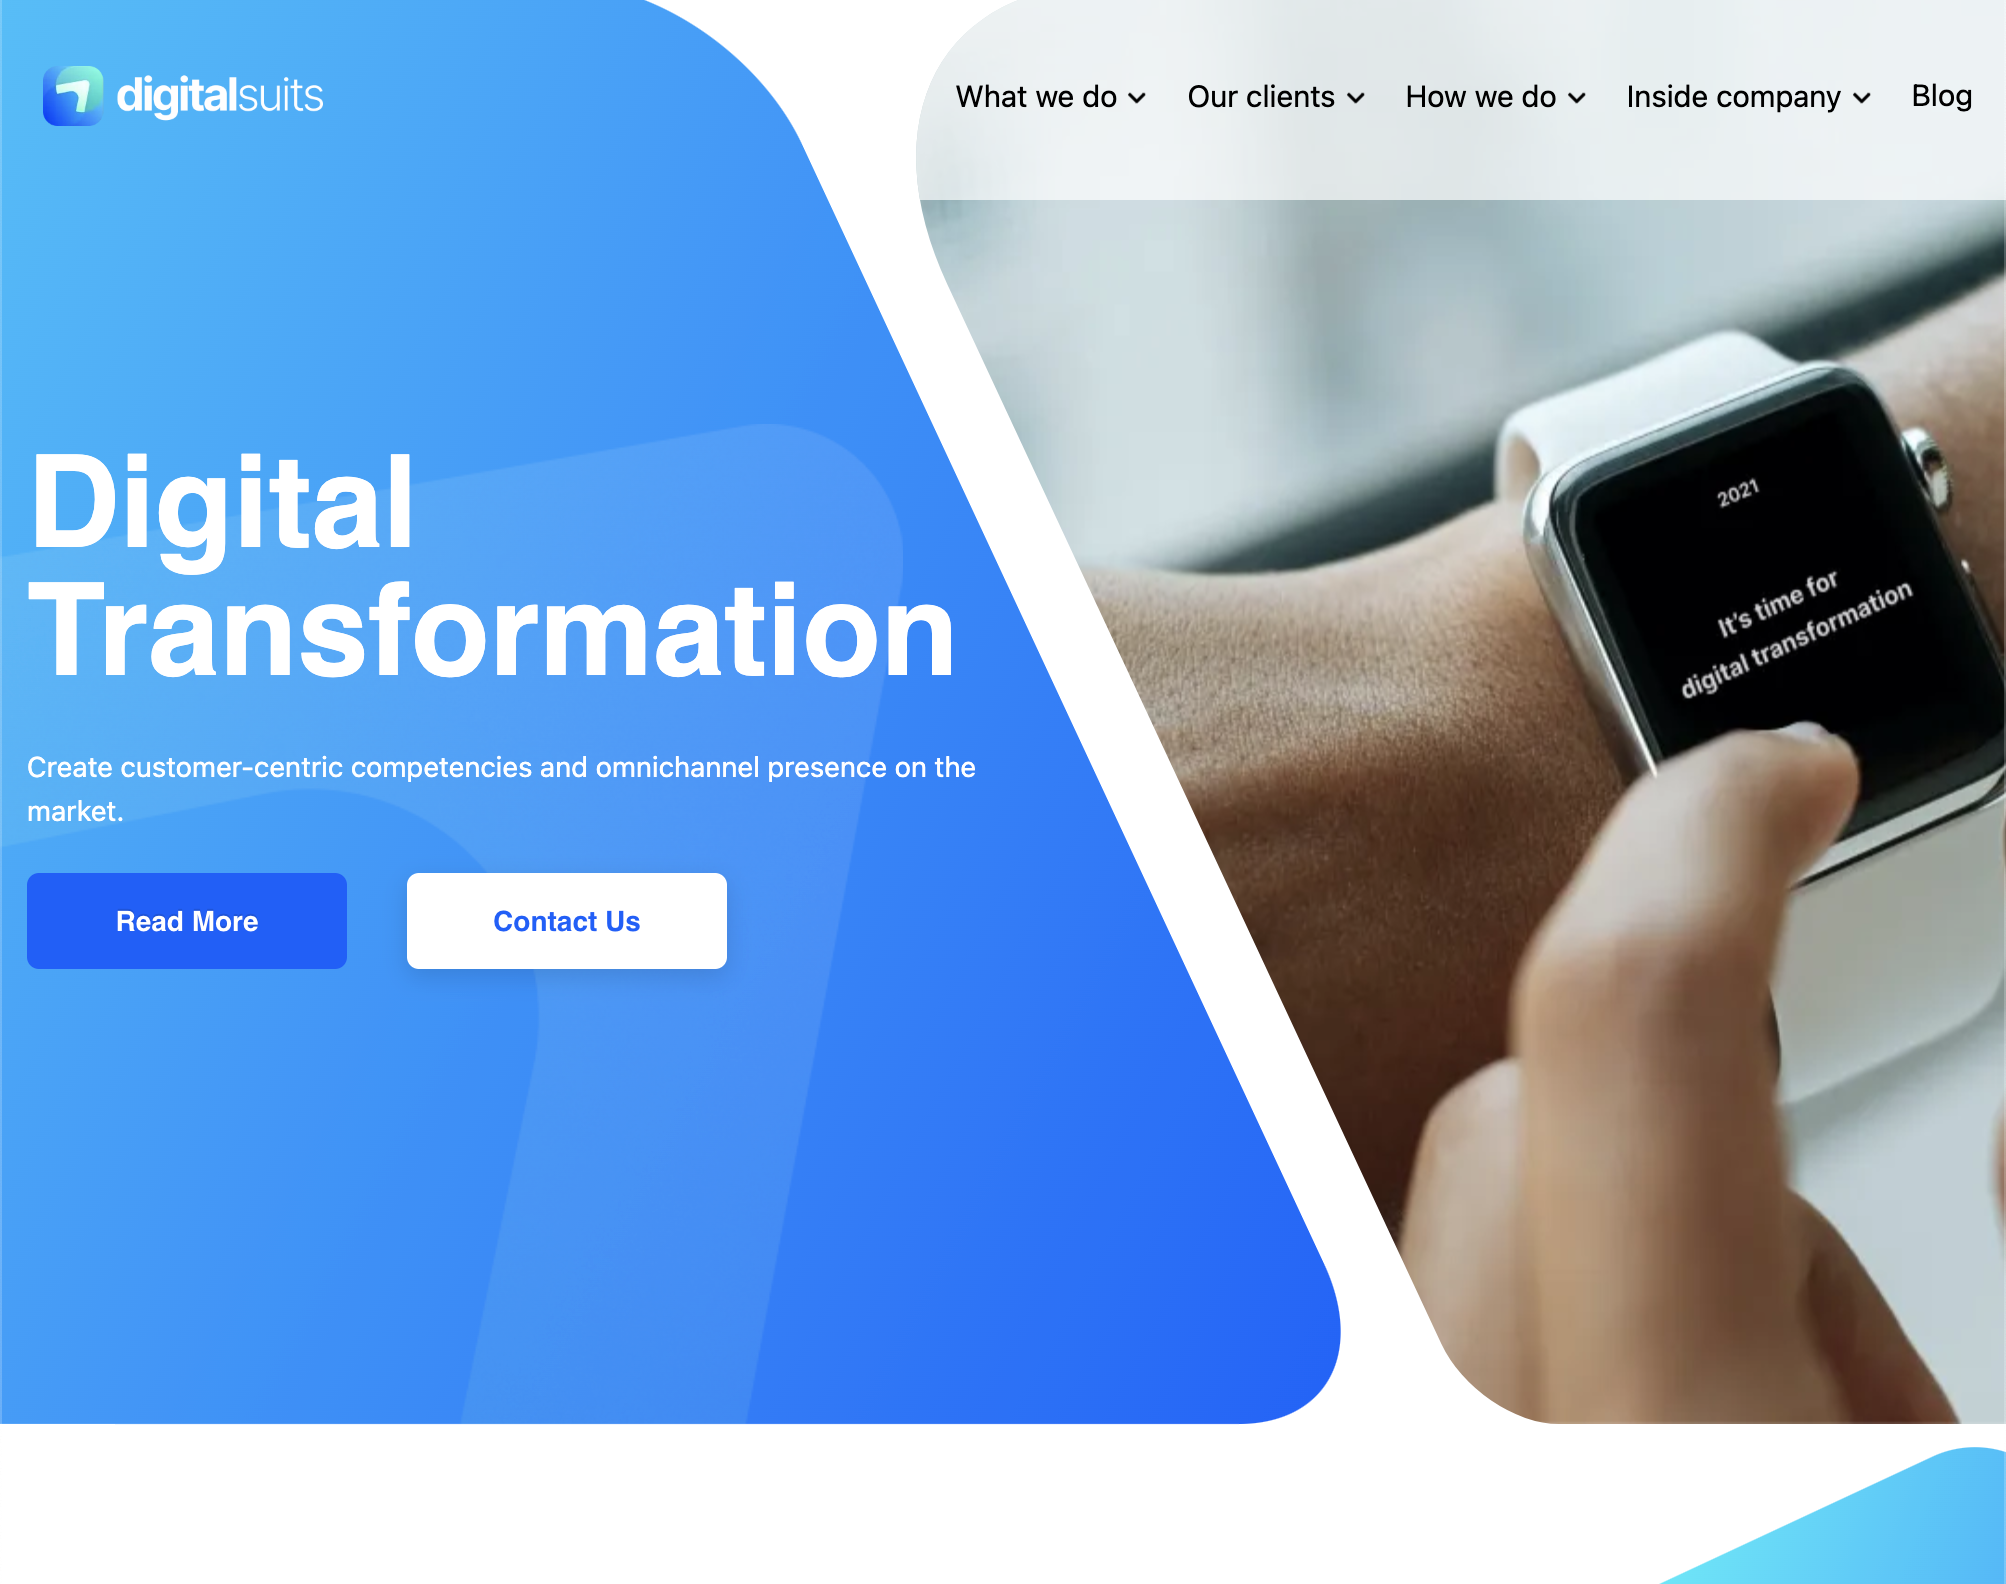 digitalsuits
What we do
Our clients
How we do
Inside company
Blog
Digital
Transformation
Create customer-centric competencies and omnichannel presence on the
market.
Read More
Contact Us
2021
It's time for
digital transformation